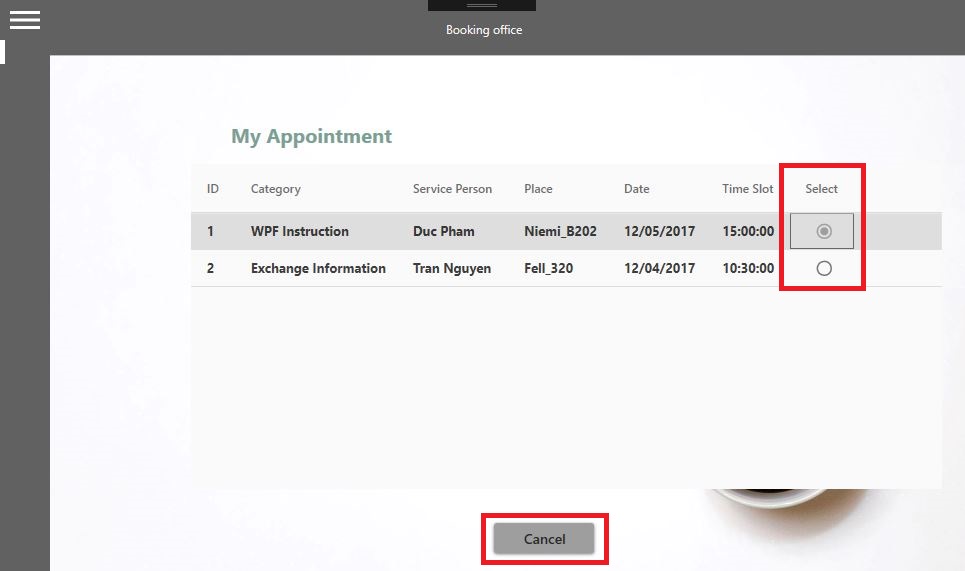 Booking office
My Appointment
ID Category Service Person Place Date Time Slot Select
1 WPF Instruction Duc Pham Niemi_B202 12/05/2017 15:00:00
2 Exchange Information Tran Nguyen Fell_320 12/04/2017 10:30:00
Cancel